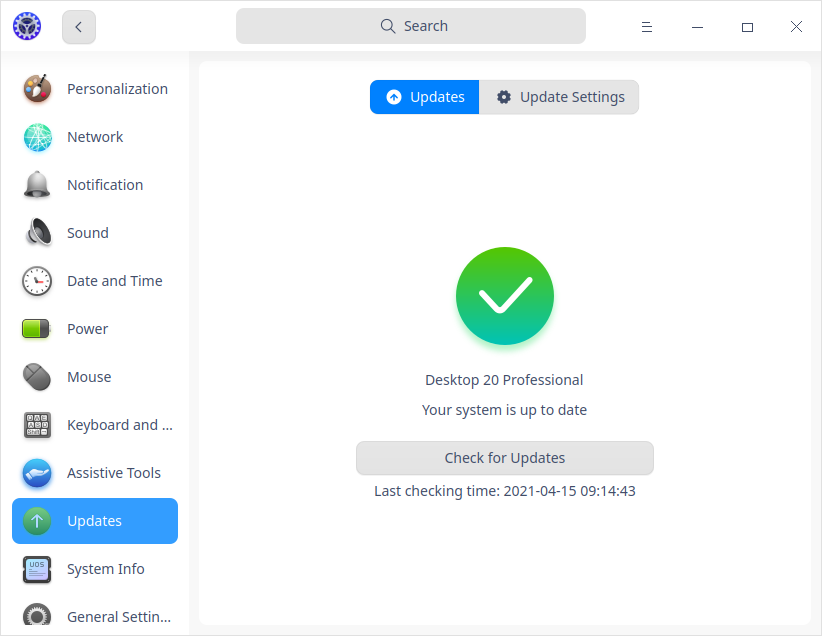 Search
Personalization
Network
Notification
Sound
Date and Time
Power
Mouse
Keyboard and ...
Assistive Tools
Updates
System Info
General Settin...
Updates
Update Settings
Desktop 20 Professional
Your system is up to date
Check for Updates
Last checking time: 2021-04-15 09:14:43
UOS